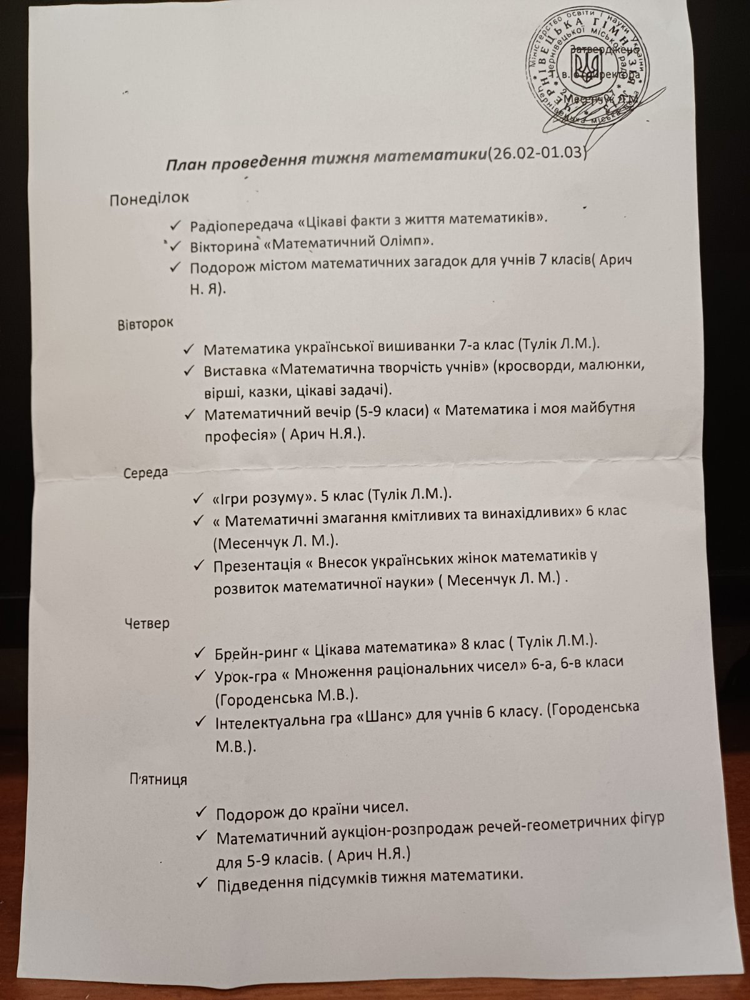 Міністерство освіти і науки України
ЧЕРНІВЕЦЬКА ГІМНАЗІЯ
Чернівецької міської ради
Чернівецька міська рада
Затверджено
Т. в. о. директора
Месенчук Л.М.
План проведення тижня математики(26.02-01.03)
Понеділок
✓ Радіопередача «Цікаві факти з життя математиків».
✓ Вікторина «Математичний Олімп».
✓ Подорож містом математичних загадок для учнів 7 класів( Арич
Н. Я).
Вівторок
✓ Математика української вишиванки 7-а клас (Тулік Л.М.).
✓ Виставка «Математична творчість учнів» (кросворди, малюнки,
вірші, казки, цікаві задачі).
✓ Математичний вечір (5-9 класи) « Математика і моя майбутня
професія» ( Арич Н.Я.).
Середа
✓ «Ігри розуму». 5 клас (Тулік Л.М.).
✓ « Математичні змагання кмітливих та винахідливих» 6 клас
(Месенчук Л. М.).
✓ Презентація « Внесок українських жінок математиків у
розвиток математичної науки» ( Месенчук Л. М.) .
Четвер
✓ Брейн-ринг « Цікава математика» 8 клас ( Тулік Л.М.).
✓ Урок-гра « Множення раціональних чисел» 6-а, 6-в класи
(Городенська М.В.).
✓ Інтелектуальна гра «Шанс» для учнів 6 класу. (Городенська
М.В.).
П'ятниця
✓ Подорож до країни чисел.
✓ Математичний аукціон-розпродаж речей-геометричних фігур
для 5-9 класів. ( Арич Н.Я.)
✓ Підведення підсумків тижня математики.